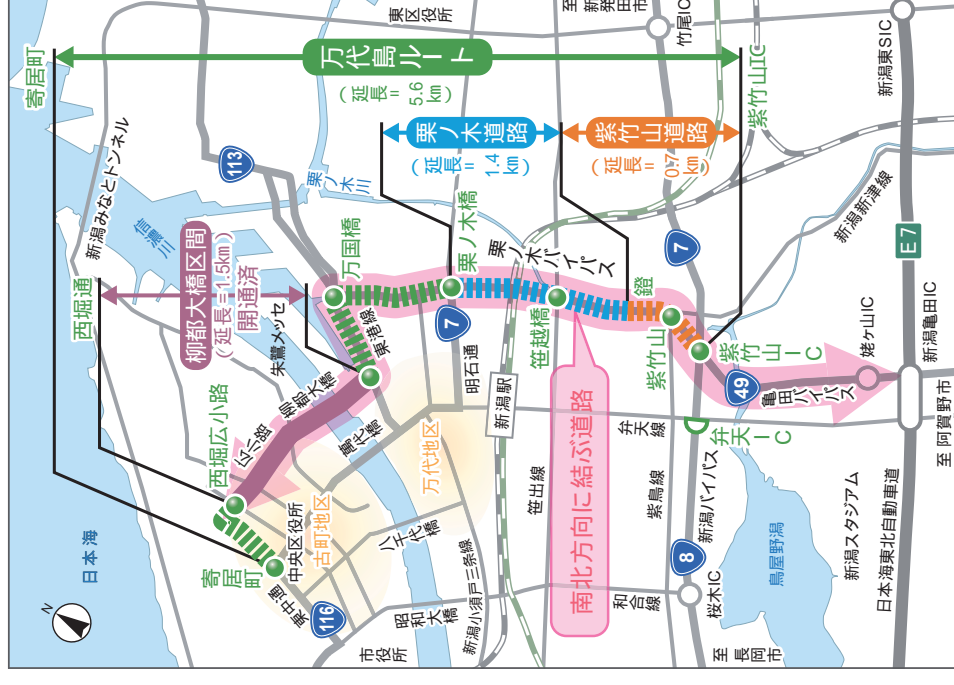 寄居町
万代島ルート
(延長=5.6km)
東区役所
至新発田市
竹尾IC
新潟東SIC
紫竹山IC
栗ノ木道路
(延長=1.4km)
紫竹山道路
(延長=0.7km)
新潟みなとトンネル
113
栗ノ木川
信濃川
西堀通
柳都大橋区間
(延長=1.5km)
開通済
朱鷺メッセ
万国橋
東港線
栗ノ木橋
栗ノ木バイパス
7
7
新潟新津線
E7
鐙
笹越橋
紫竹山
紫竹山IC
49
亀田バイパス
姥ヶ山IC
新潟亀田IC
至阿賀野市
西堀広小路
広小路
柳都大橋
萬代橋
明石通
新潟駅
万代地区
古町地区
弁天線
弁天IC
南北方向に結ぶ道路
笹出線
紫鳥線
新潟バイパス
日本海
N
寄居町
中央区役所
東中通
116
八千代橋
昭和大橋
新潟小須戸三条線
市役所
和合線
8
桜木IC
至長岡市
鳥屋野潟
新潟スタジアム
日本海東北自動車道